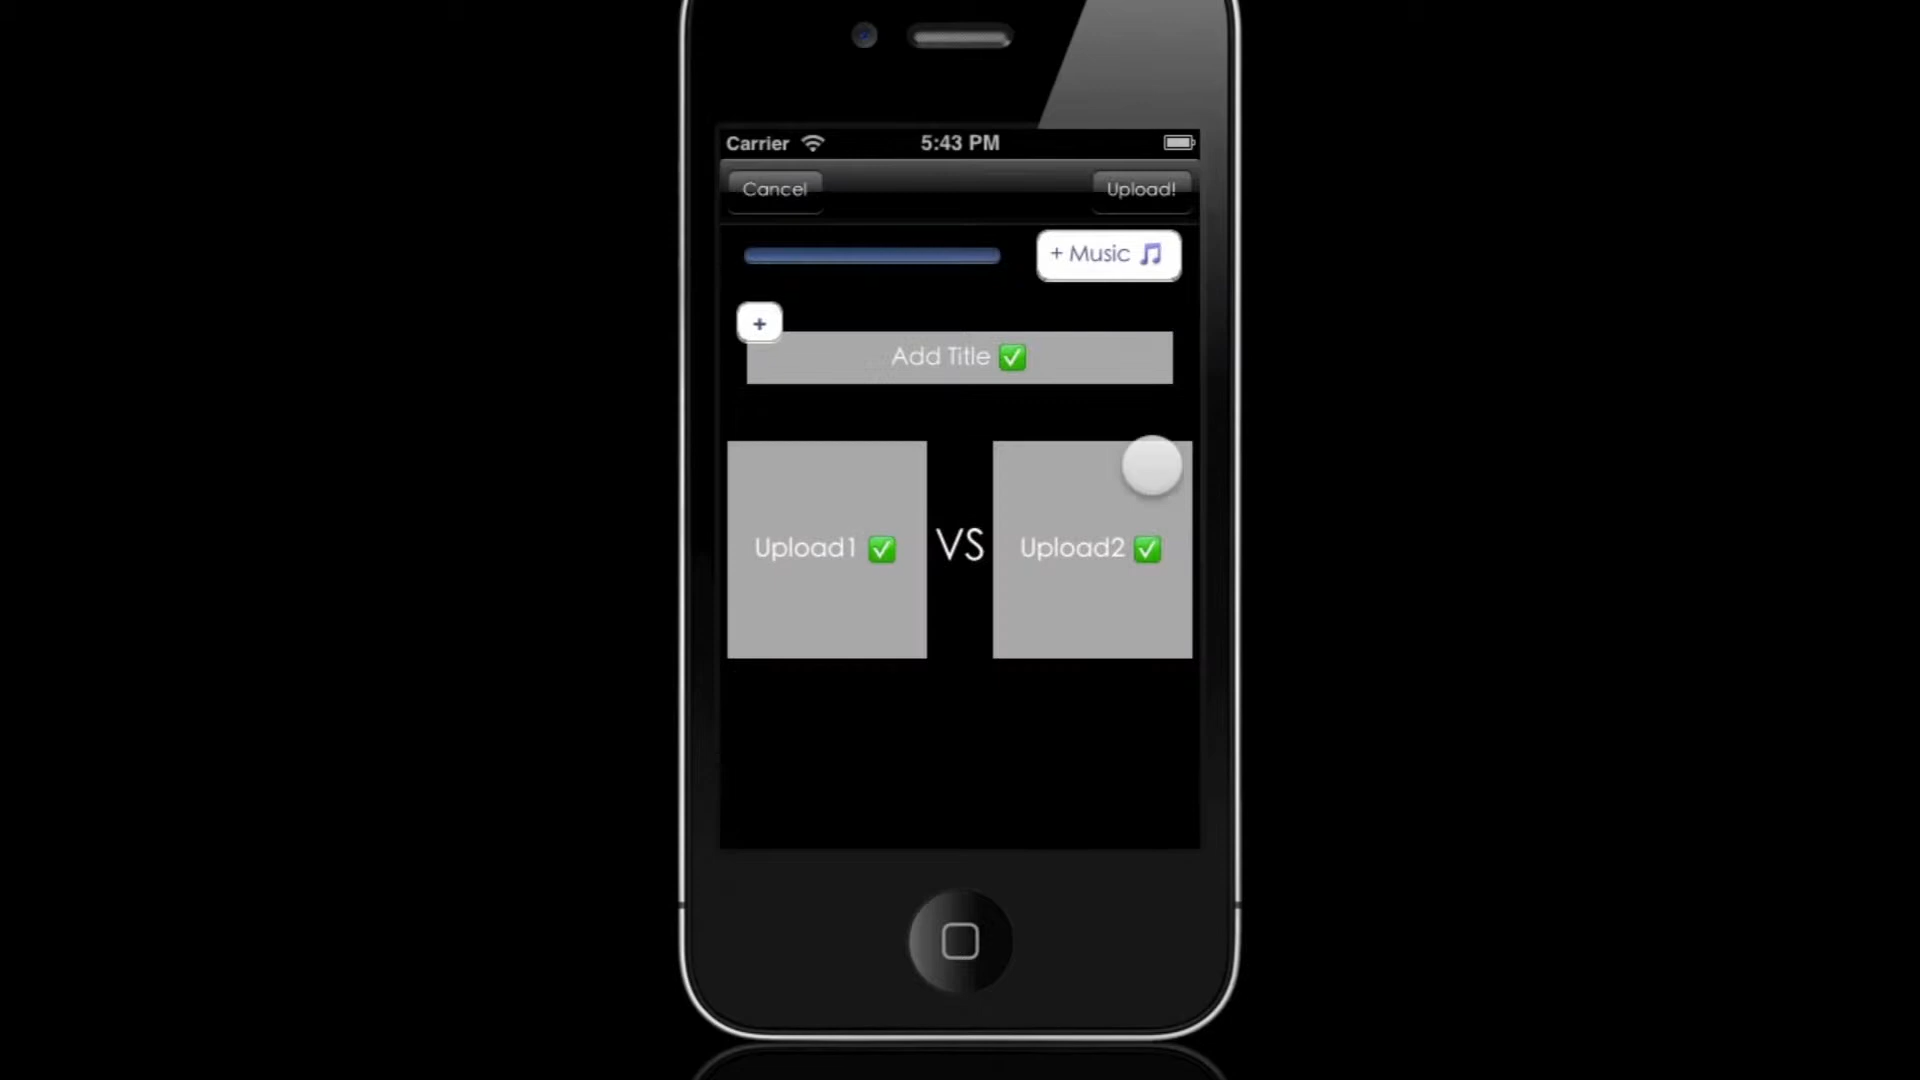 Carrier 5:43 PM
Cancel Upload!
+ Music 🎵
+
Add Title ✅
Upload1 ✅ VS Upload2 ✅